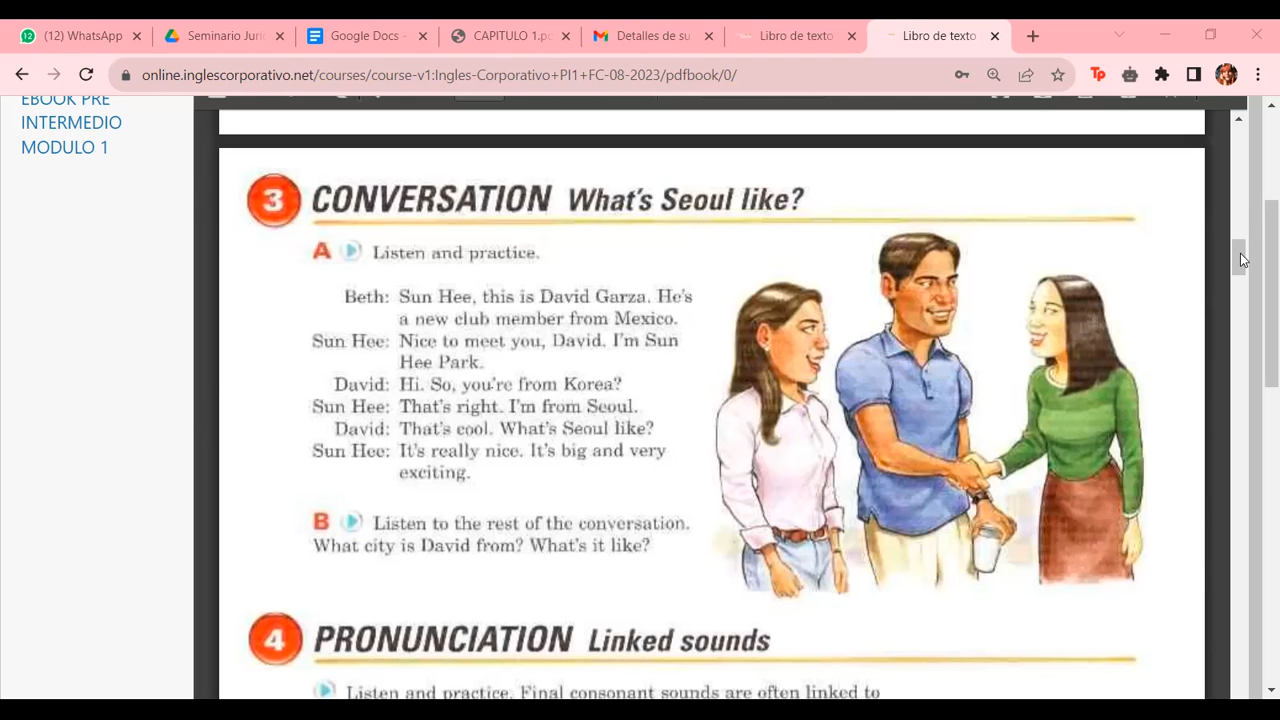 12
(12) WhatsApp
Seminario Juri
Google Docs -
CAPITULO 1.p
Detalles de su
Libro de texto
Libro de texto
online.inglescorporativo.net/courses/course-v1:Ingles-Corporativo+PI1+FC-08-2023/pdfbook/0/
Tp
EBOOK PRE
INTERMEDIO
MODULO 1
3 CONVERSATION What's Seoul like?
A Listen and practice.
Beth: Sun Hee, this is David Garza. He's
a new club member from Mexico.
Sun Hee: Nice to meet you, David. I'm Sun
Hee Park.
David: Hi. So, you're from Korea?
Sun Hee: That's right. I'm from Seoul.
David: That's cool. What's Seoul like?
Sun Hee: It's really nice. It's big and very
exciting.
B Listen to the rest of the conversation.
What city is David from? What's it like?
4 PRONUNCIATION Linked sounds
Listen and practice. Final consonant sounds are often linked to